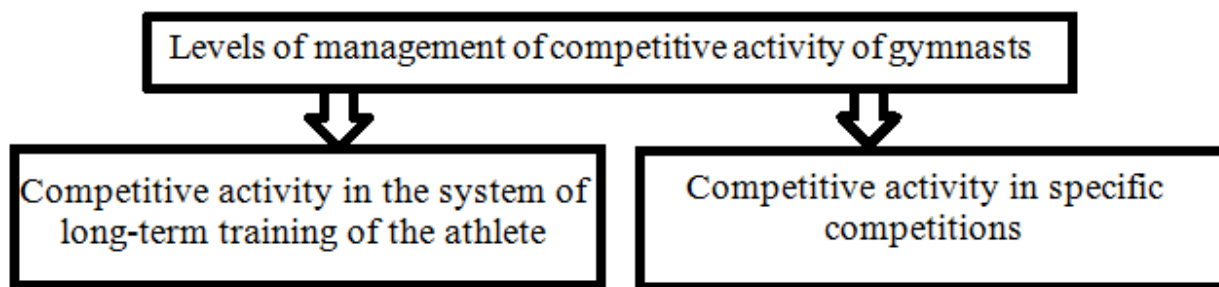 Levels of management of competitive activity of gymnasts
Competitive activity in the system of
long-term training of the athlete
Competitive activity in specific
competitions